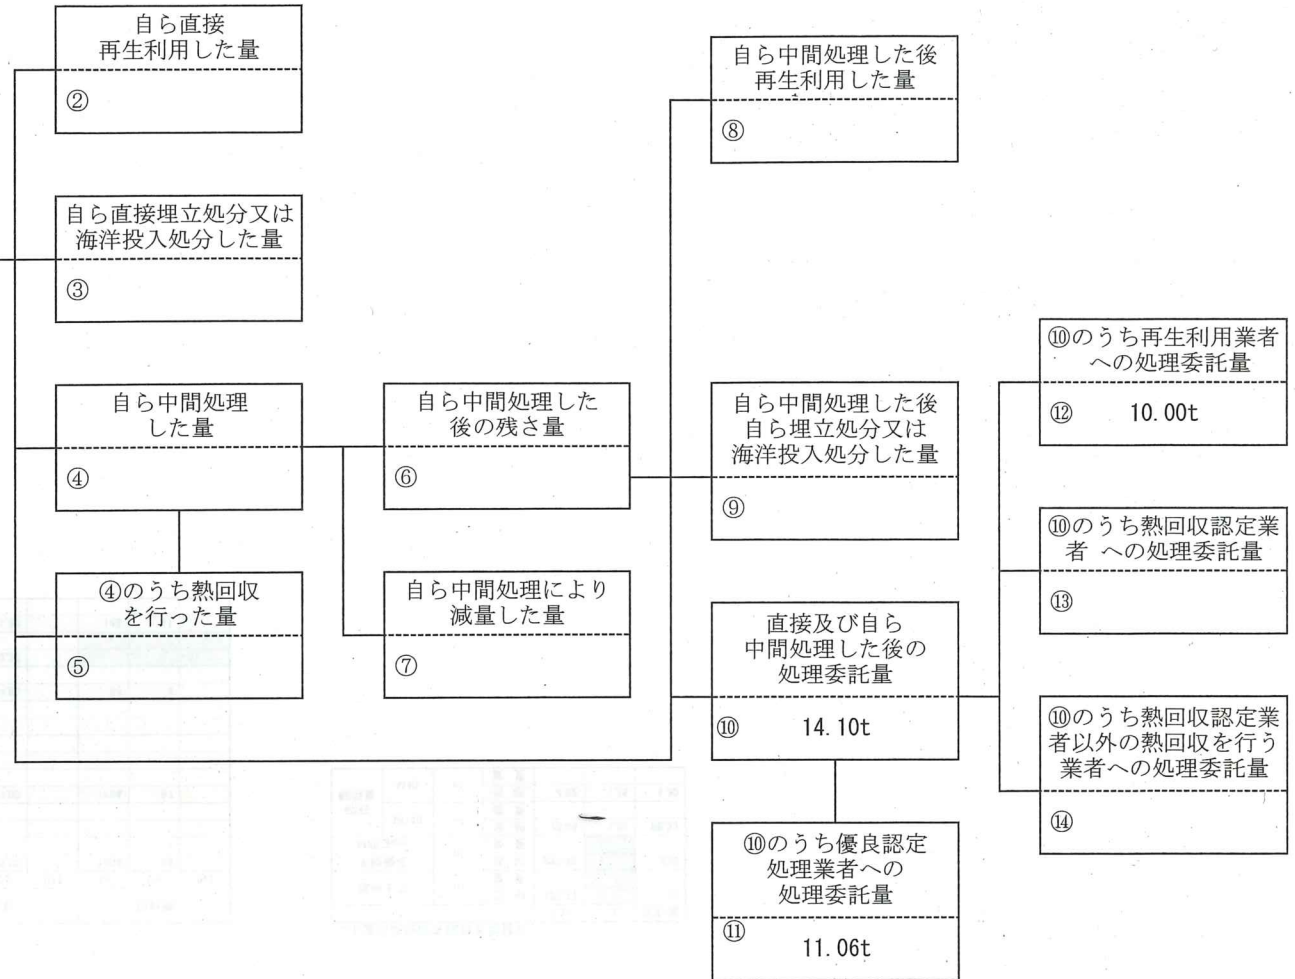 自ら直接
再生利用した量
②
自ら直接埋立処分又は
海洋投入処分した量
③
自ら中間処理
した量
④
④のうち熱回収
を行った量
⑤
自ら中間処理した
後の残さ量
⑥
自ら中間処理により
減量した量
⑦
自ら中間処理した後
再生利用した量
⑧
自ら中間処理した後
自ら埋立処分又は
海洋投入処分した量
⑨
直接及び自ら
中間処理した後の
処理委託量
⑩ 14.10t
⑩のうち優良認定
処理業者への
処理委託量
⑪ 11.06t
⑩のうち再生利用業者
への処理委託量
⑫ 10.00t
⑩のうち熱回収認定業
者 への処理委託量
⑬
⑩のうち熱回収認定業
者以外の熱回収を行う
業者への処理委託量
⑭